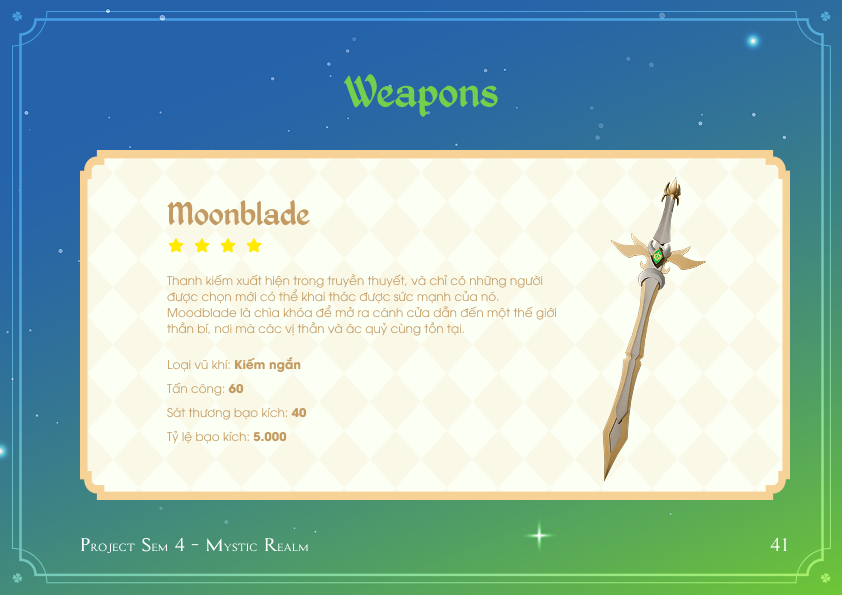 Weapons
Moonblade
Thanh kiếm xuất hiện trong truyền thuyết, và chỉ có những người
được chọn mới có thể khai thác được sức mạnh của nó.
Moodblade là chìa khóa để mở ra cánh cửa dẫn đến một thế giới
thần bí, nơi mà các vị thần và ác quỷ cùng tồn tại.
Loại vũ khí: Kiếm ngắn
Tấn công: 60
Sát thương bạo kích: 40
Tỷ lệ bạo kích: 5.000
Project Sem 4 - Mystic Realm
41